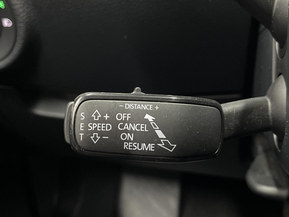 − DISTANCE +
S + OFF
E SPEED CANCEL
T − ON
RESUME